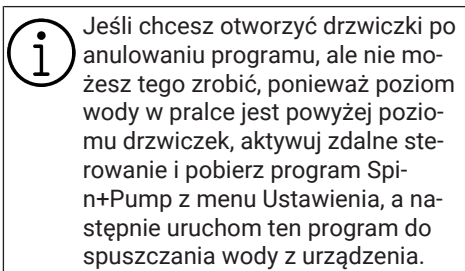 Jeśli chcesz otworzyć drzwiczki po
anulowaniu programu, ale nie mo-
żesz tego zrobić, ponieważ poziom
wody w pralce jest powyżej pozio-
mu drzwiczek, aktywuj zdalne ste-
rowanie i pobierz program Spi-
n+Pump z menu Ustawienia, a na-
stępnie uruchom ten program do
spuszczania wody z urządzenia.